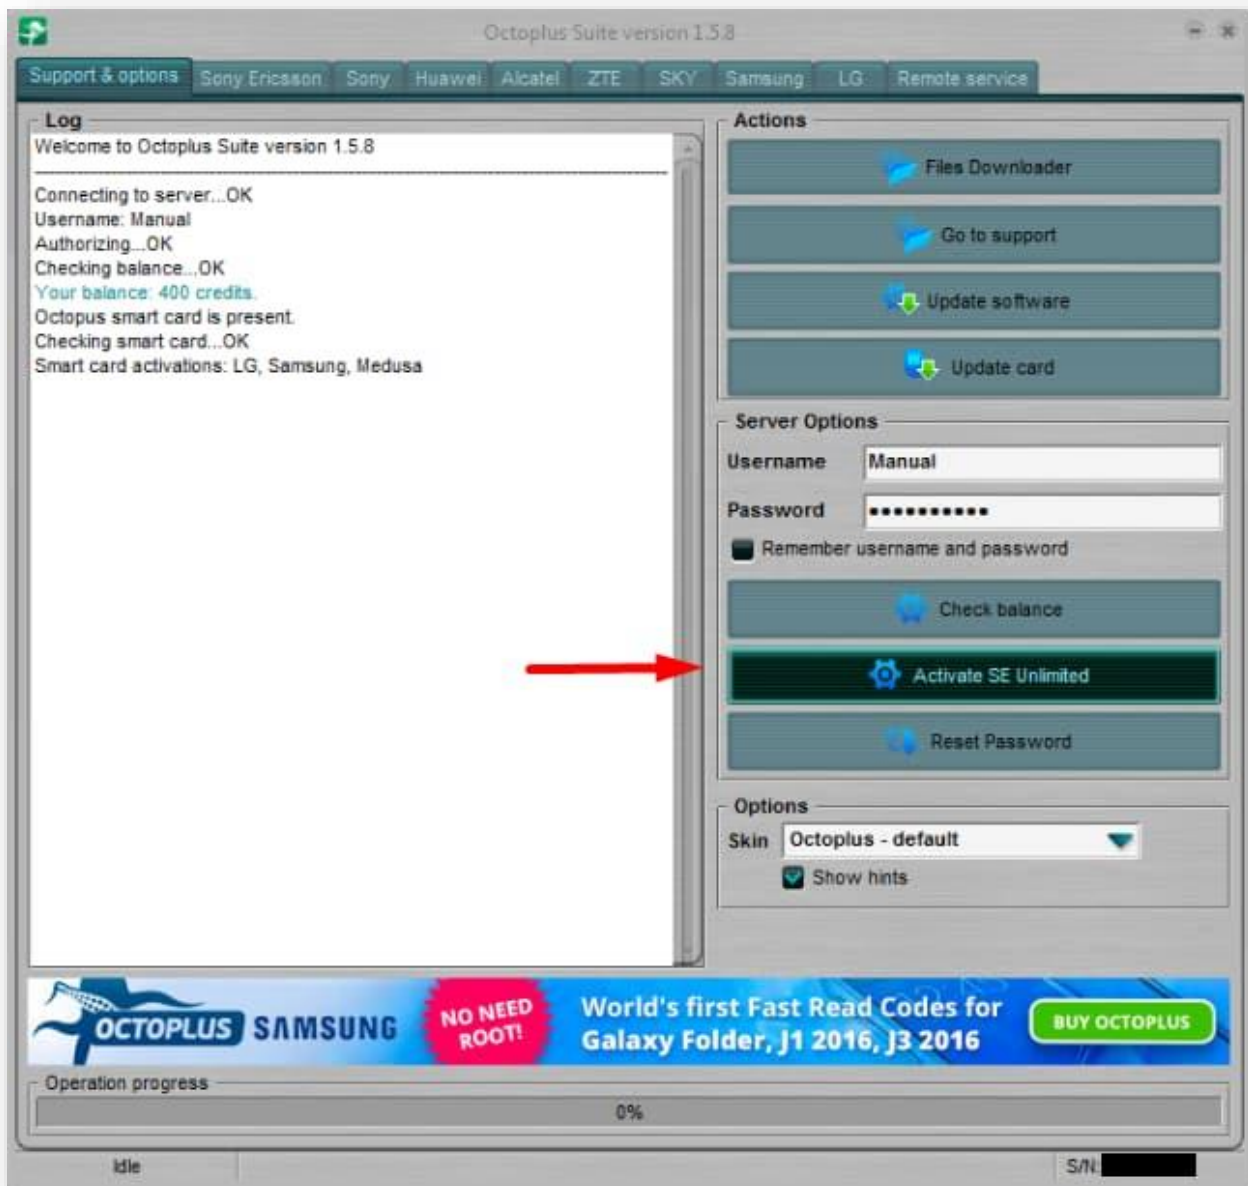 Octoplus Suite version 1.5.8
Support & options Sony Ericsson Sony Huawei Alcatel ZTE SKY Samsung LG Remote service
Log
Welcome to Octoplus Suite version 1.5.8
Connecting to server...OK
Username: Manual
Authorizing...OK
Checking balance...OK
Your balance: 400 credits.
Octopus smart card is present.
Checking smart card...OK
Smart card activations: LG, Samsung, Medusa
Actions
Files Downloader
Go to support
Update software
Update card
Server Options
Username Manual
Password ••••••••••
Remember username and password
Check balance
Activate SE Unlimited
Reset Password
Options
Skin Octoplus - default
Show hints
OCTOPLUS SAMSUNG
NO NEED
ROOT!
World's first Fast Read Codes for
Galaxy Folder, J1 2016, J3 2016
BUY OCTOPLUS
Operation progress
0%
Idle
S/N: